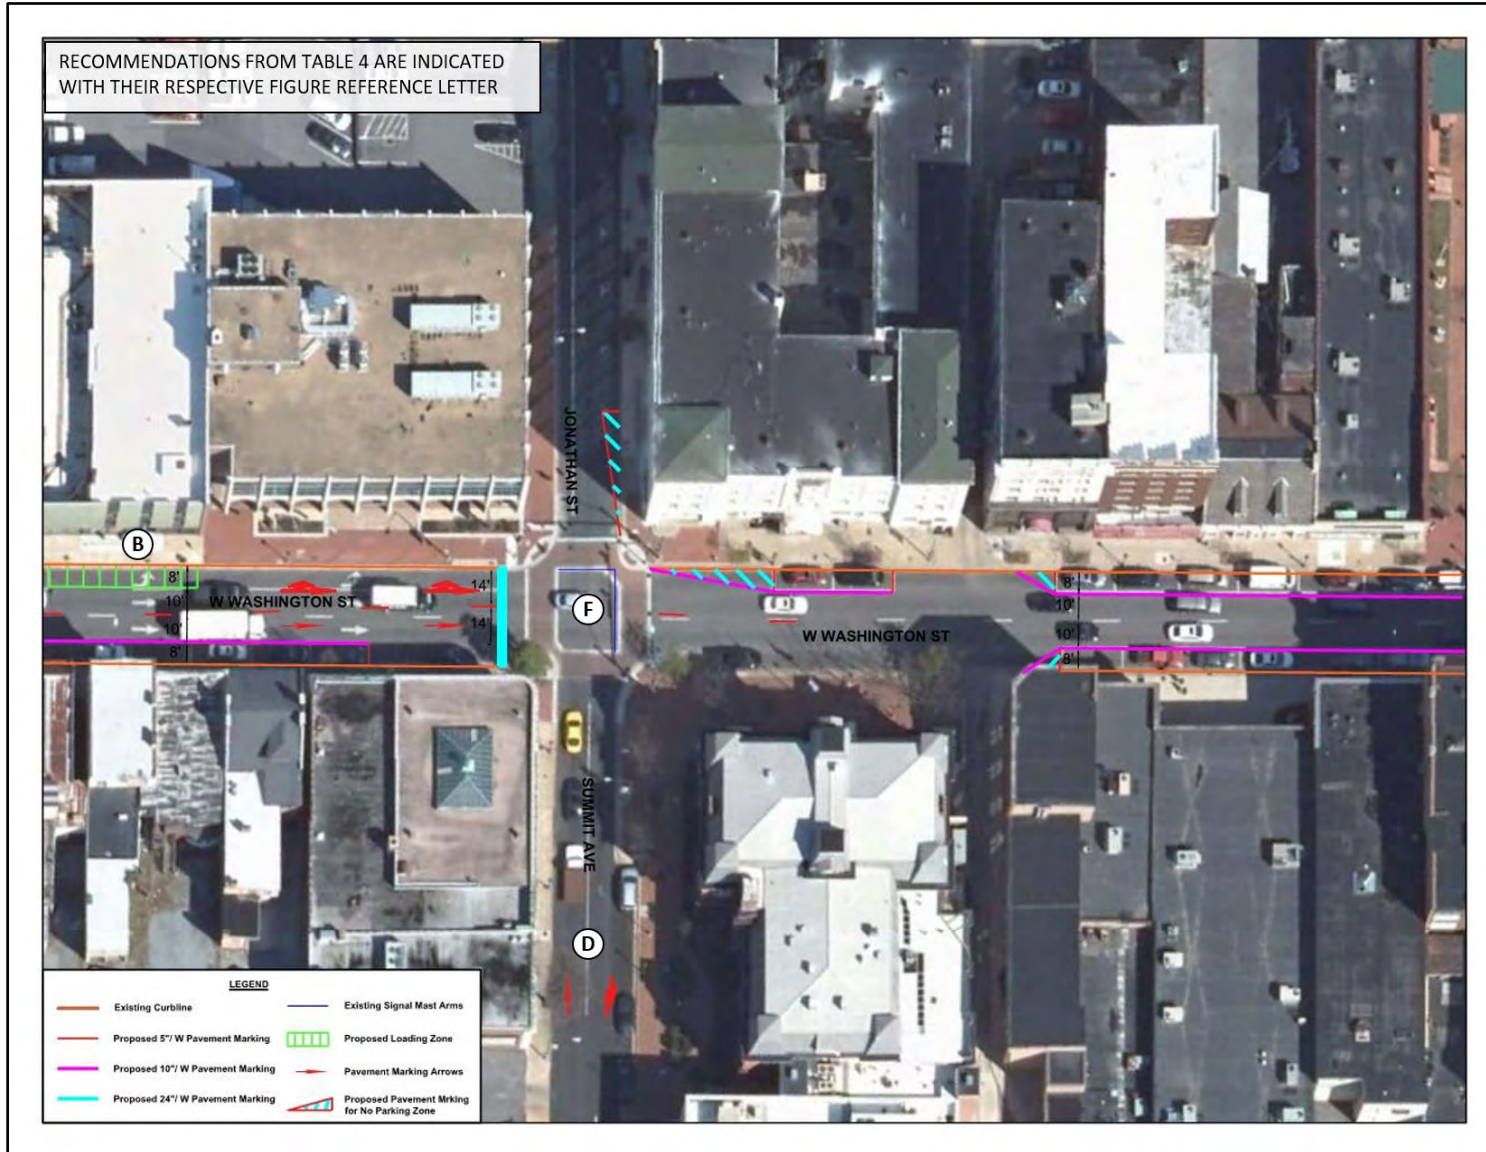 RECOMMENDATIONS FROM TABLE 4 ARE INDICATED
WITH THEIR RESPECTIVE FIGURE REFERENCE LETTER
JONATHAN ST
B
8'
10'
10'
8'
W WASHINGTON ST
14'
14'
F
W WASHINGTON ST
8'
10'
10'
8'
SUMMIT AVE
D
LEGEND
Existing Curbline
Existing Signal Mast Arms
Proposed 5"/ W Pavement Marking
Proposed Loading Zone
Proposed 10"/ W Pavement Marking
Pavement Marking Arrows
Proposed 24"/ W Pavement Marking
Proposed Pavement Mrking
for No Parking Zone